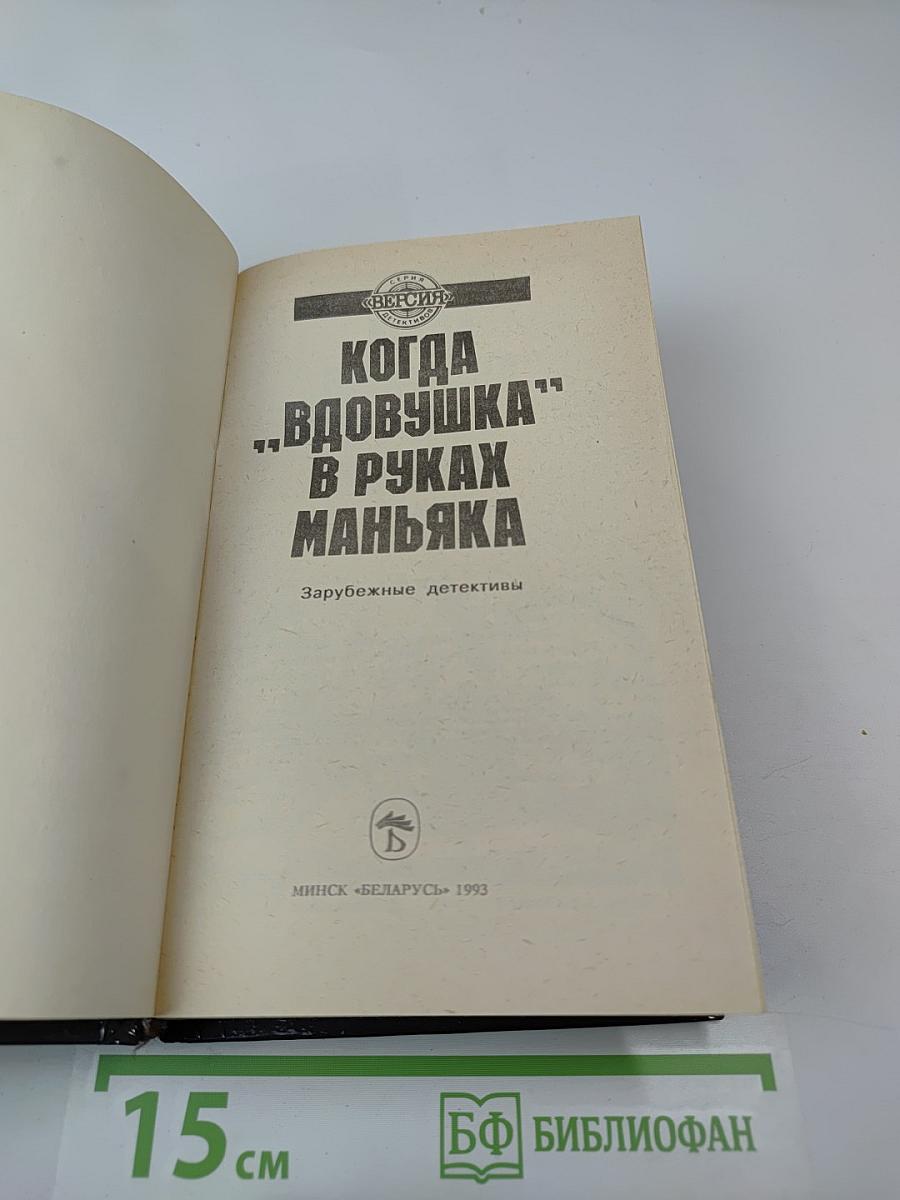 СЕРИЯ
«ВЕРСИЯ»
ДЕТЕКТИВОВ
КОГДА
„ВДОВУШКА”
В РУКАХ
МАНЬЯКА
Зарубежные детективы
Б
МИНСК «БЕЛАРУСЬ» 1993
15 см
БФ БИБЛИОФАН